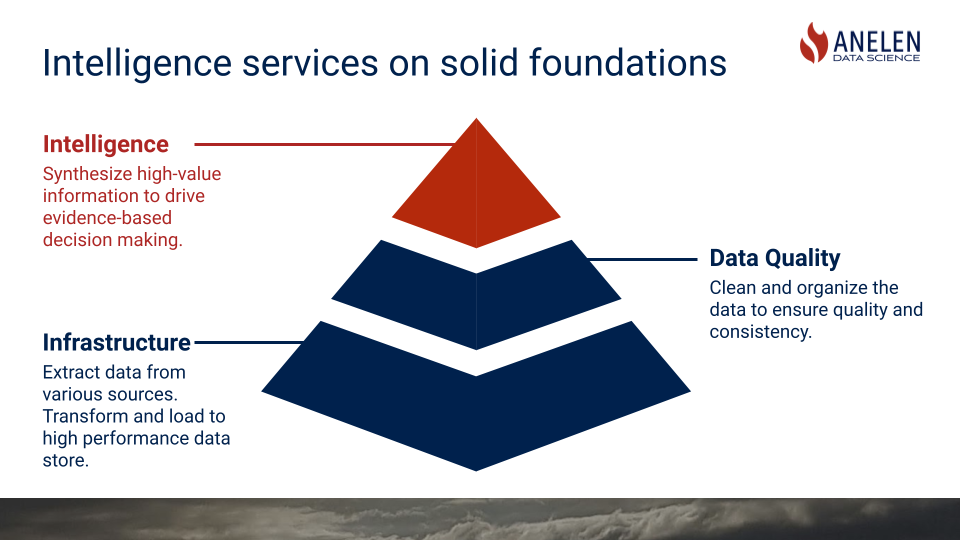 Intelligence services on solid foundations
ANELEN
DATA SCIENCE
Intelligence
Synthesize high-value
information to drive
evidence-based
decision making.
Data Quality
Clean and organize the
data to ensure quality and
consistency.
Infrastructure
Extract data from
various sources.
Transform and load to
high performance data
store.